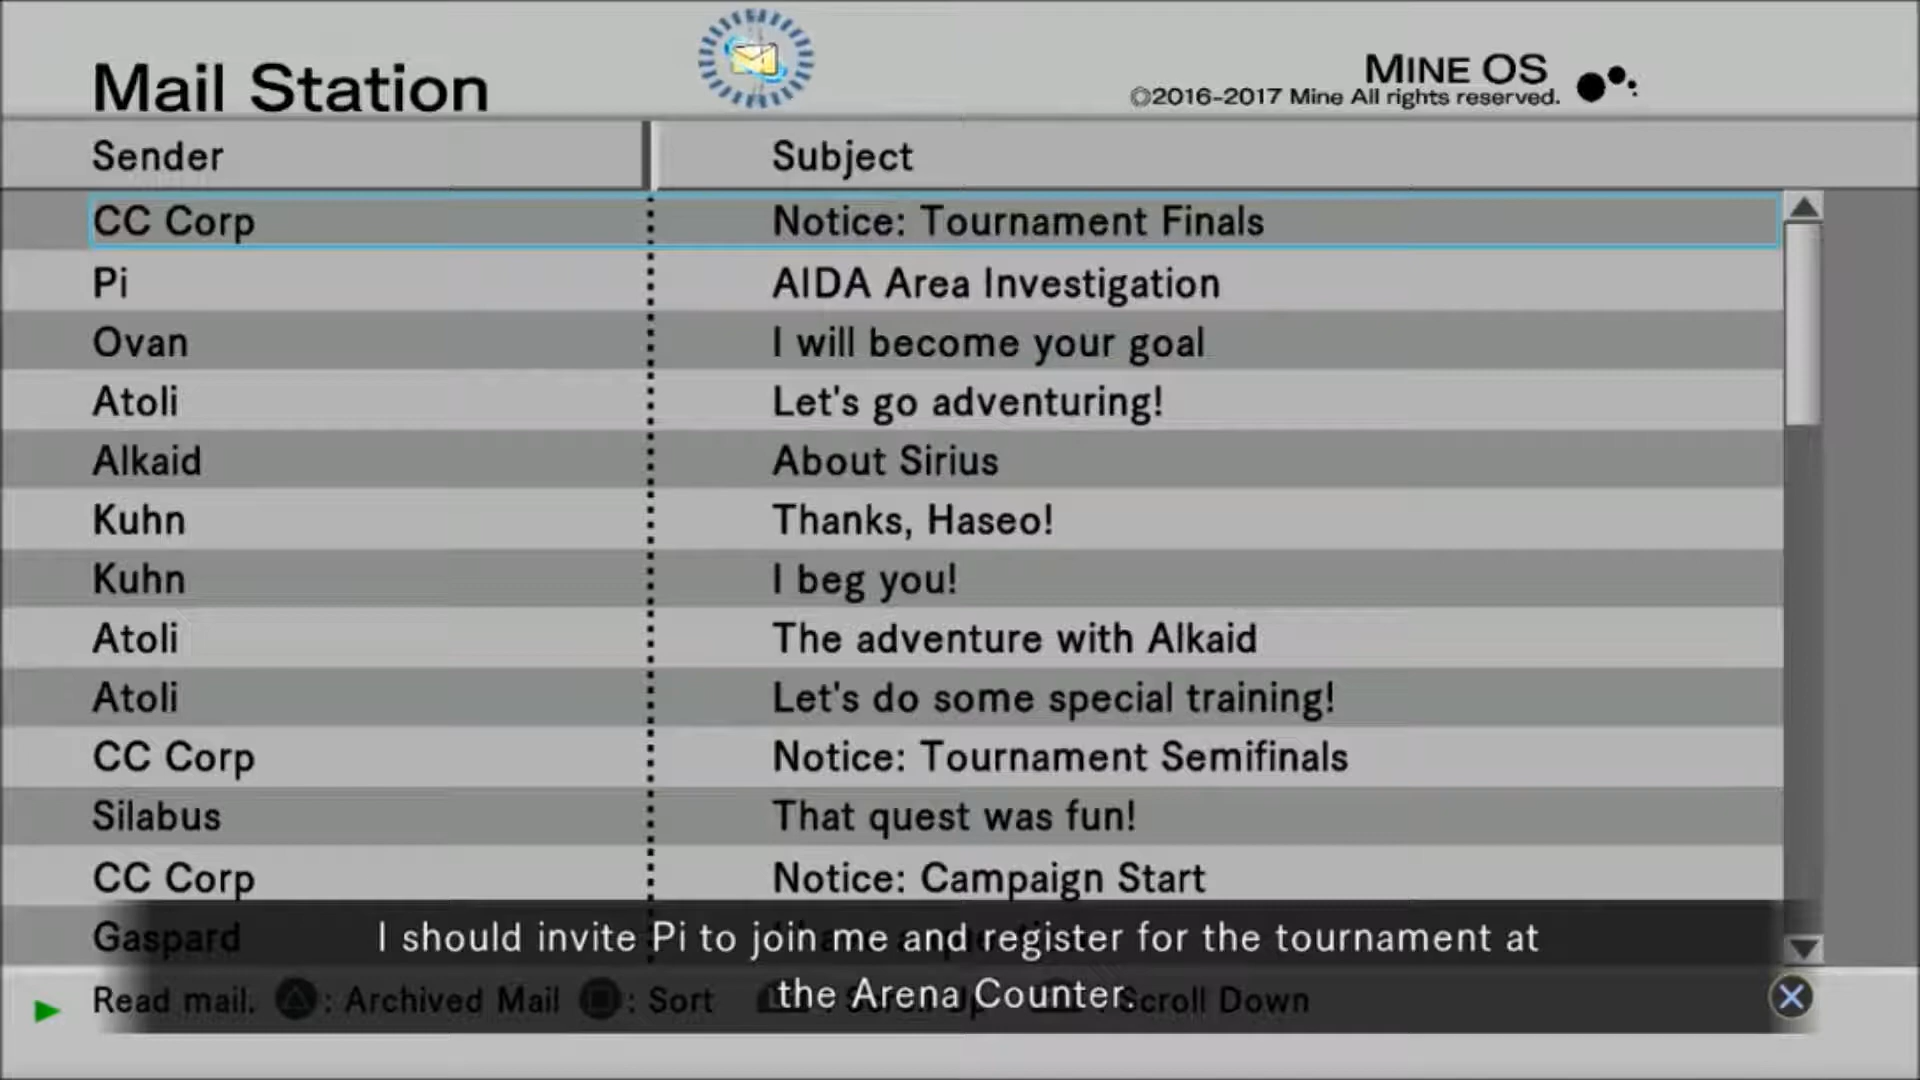 Mail Station
MINE OS
©2016-2017 Mine All rights reserved.
Sender Subject
CC Corp Notice: Tournament Finals
Pi AIDA Area Investigation
Ovan I will become your goal
Atoli Let's go adventuring!
Alkaid About Sirius
Kuhn Thanks, Haseo!
Kuhn I beg you!
Atoli The adventure with Alkaid
Atoli Let's do some special training!
CC Corp Notice: Tournament Semifinals
Silabus That quest was fun!
CC Corp Notice: Campaign Start
Gaspard
I should invite Pi to join me and register for the tournament at
the Arena Counter.
Read mail. : Archived Mail : Sort : Scroll Up : Scroll Down